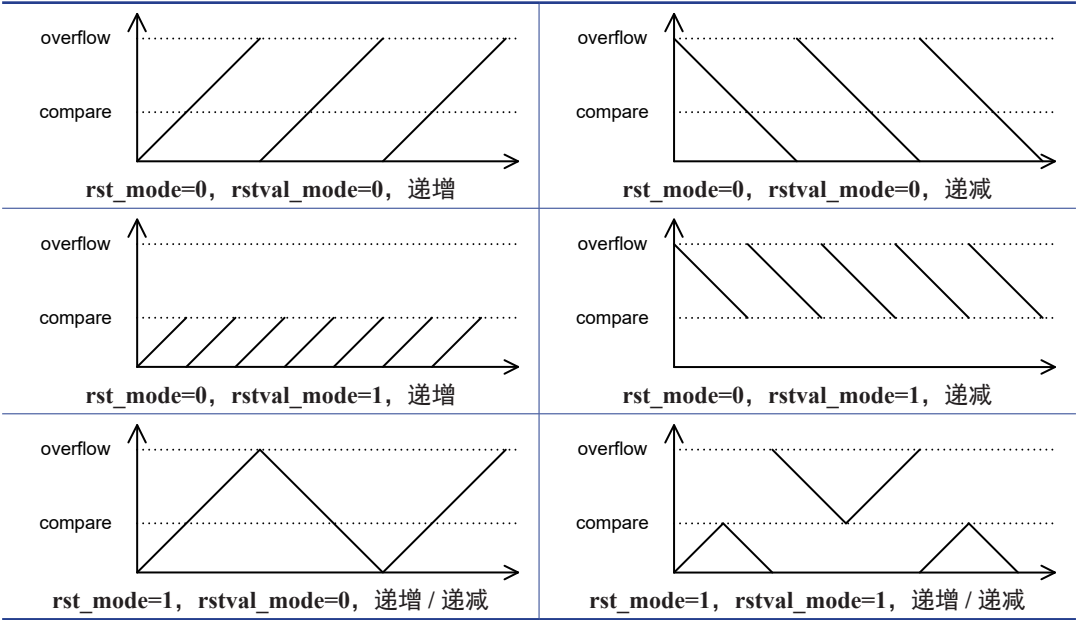 overflow
compare
rst_mode=0，rstval_mode=0，递增
overflow
compare
rst_mode=0，rstval_mode=0，递减
overflow
compare
rst_mode=0，rstval_mode=1，递增
overflow
compare
rst_mode=0，rstval_mode=1，递减
overflow
compare
rst_mode=1，rstval_mode=0，递增 / 递减
overflow
compare
rst_mode=1，rstval_mode=1，递增 / 递减